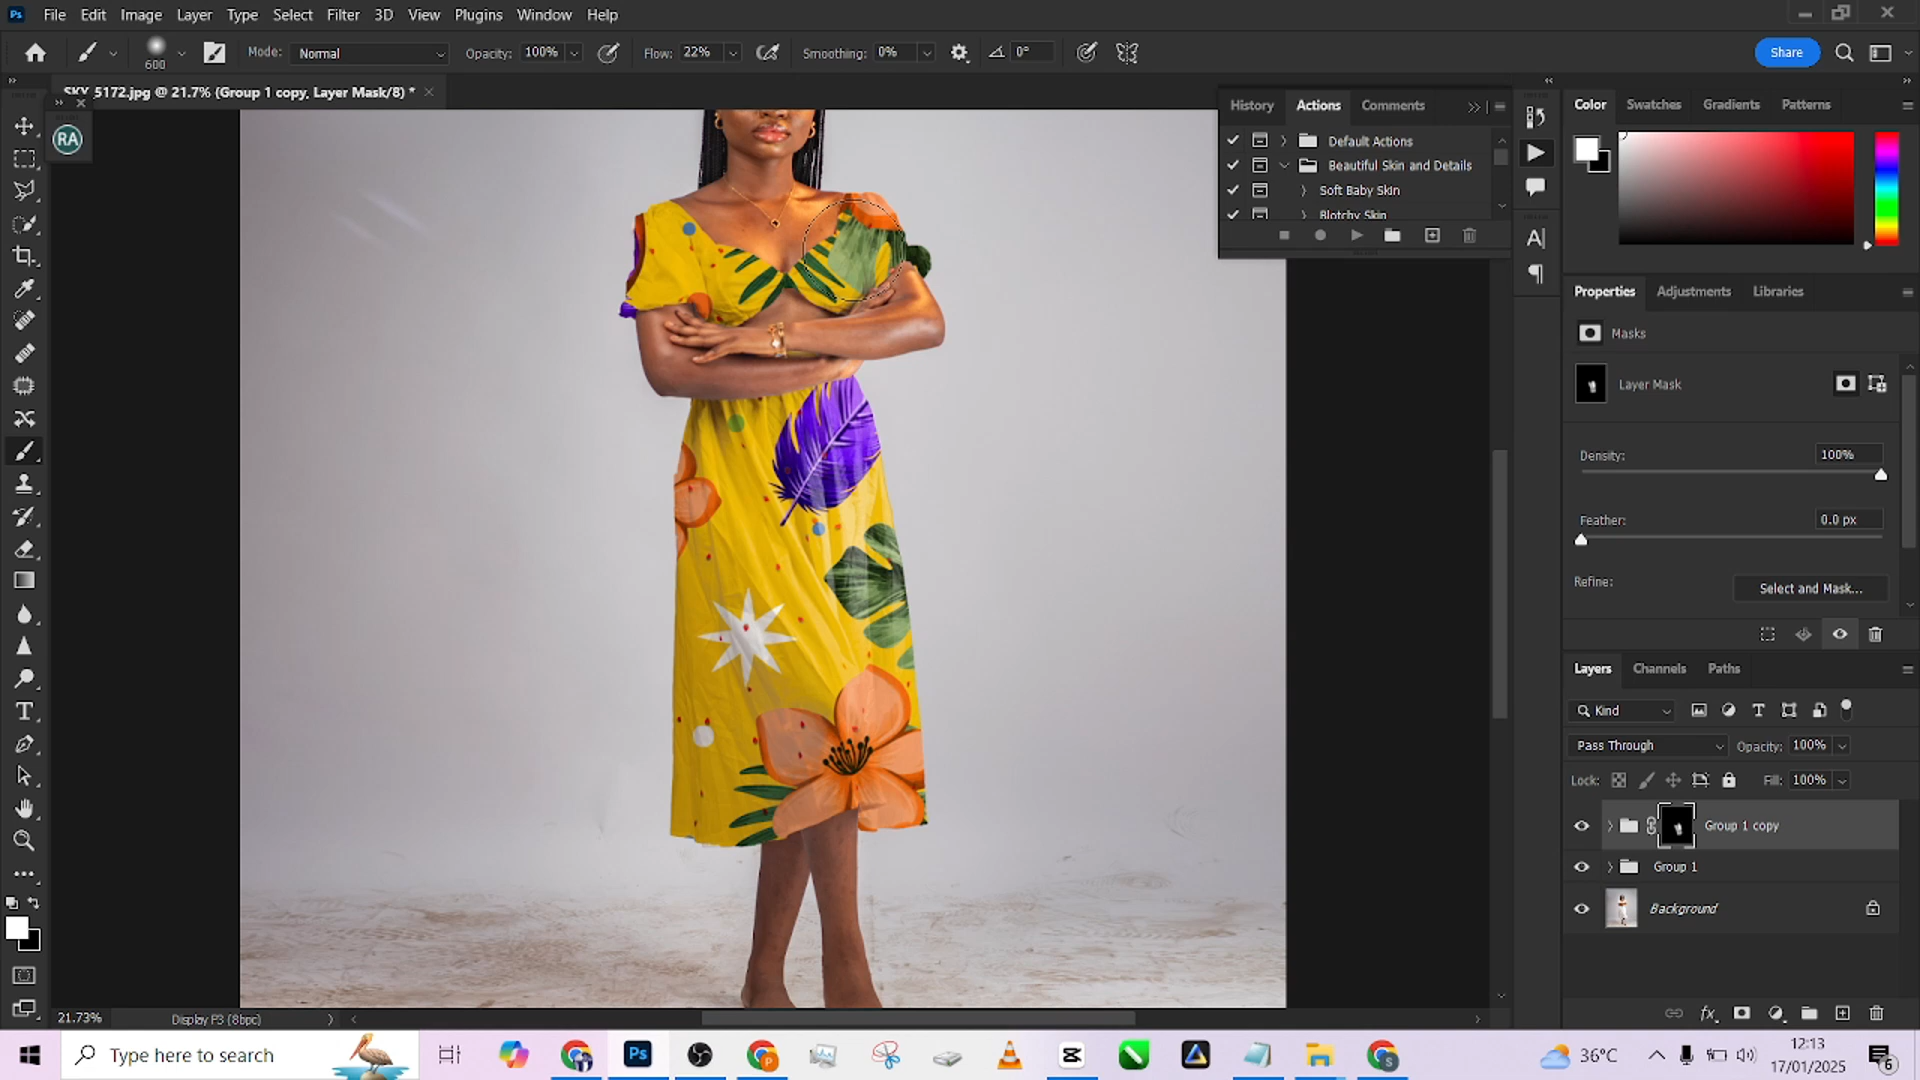 Ps File Edit Image Layer Type Select Filter 3D View Plugins Window Help
600 Mode: Normal Opacity: 100% Flow: 22% Smoothing: 0% 0° Share
SKY_5172.jpg @ 21.7% (Group 1 copy, Layer Mask/8) *
RA
History Actions Comments
Default Actions
Beautiful Skin and Details
Soft Baby Skin
Blotchy Skin
Color Swatches Gradients Patterns
Properties Adjustments Libraries
Masks
Layer Mask
Density: 100%
Feather: 0.0 px
Refine: Select and Mask...
Layers Channels Paths
Kind
Pass Through Opacity: 100%
Lock: Fill: 100%
Group 1 copy
Group 1
Background
21.73% Display P3 (8bpc)
Type here to search
36°C
12:13
17/01/2025
6